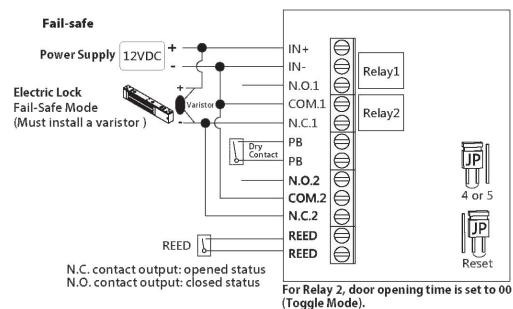 Fail-safe
Power Supply 12VDC + -
Electric Lock
Fail-Safe Mode
(Must install a varistor )
+
Varistor
-
IN+
IN-
N.O.1
COM.1
N.C.1
PB
PB
N.O.2
COM.2
N.C.2
REED
REED
Dry
Contact
REED
Relay1
Relay2
JP
4 or 5
JP
Reset
N.C. contact output: opened status
N.O. contact output: closed status
For Relay 2, door opening time is set to 00
(Toggle Mode).